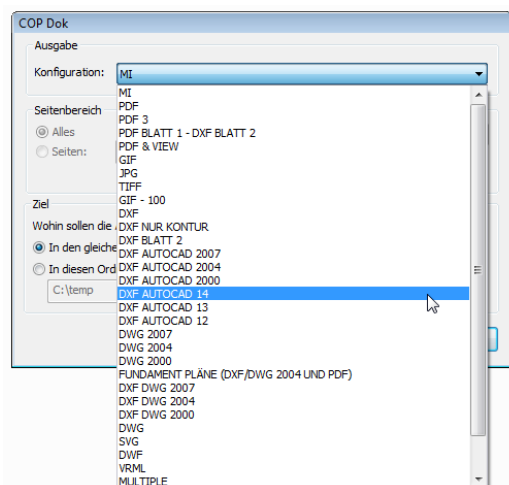 COP Dok
Ausgabe
Konfiguration: MI
MI
PDF
PDF 3
PDF BLATT 1 - DXF BLATT 2
PDF & VIEW
GIF
JPG
TIFF
GIF - 100
DXF
DXF NUR KONTUR
DXF BLATT 2
DXF AUTOCAD 2007
DXF AUTOCAD 2004
DXF AUTOCAD 2000
DXF AUTOCAD 14
DXF AUTOCAD 13
DXF AUTOCAD 12
DWG 2007
DWG 2004
DWG 2000
FUNDAMENT PLÄNE (DXF/DWG 2004 UND PDF)
DXF DWG 2007
DXF DWG 2004
DXF DWG 2000
DWG
SVG
DWF
VRML
MULTIPLE
Seitenbereich
Alles
Seiten:
Ziel
Wohin sollen die
In den gleiche
In diesen Ord
C:\temp